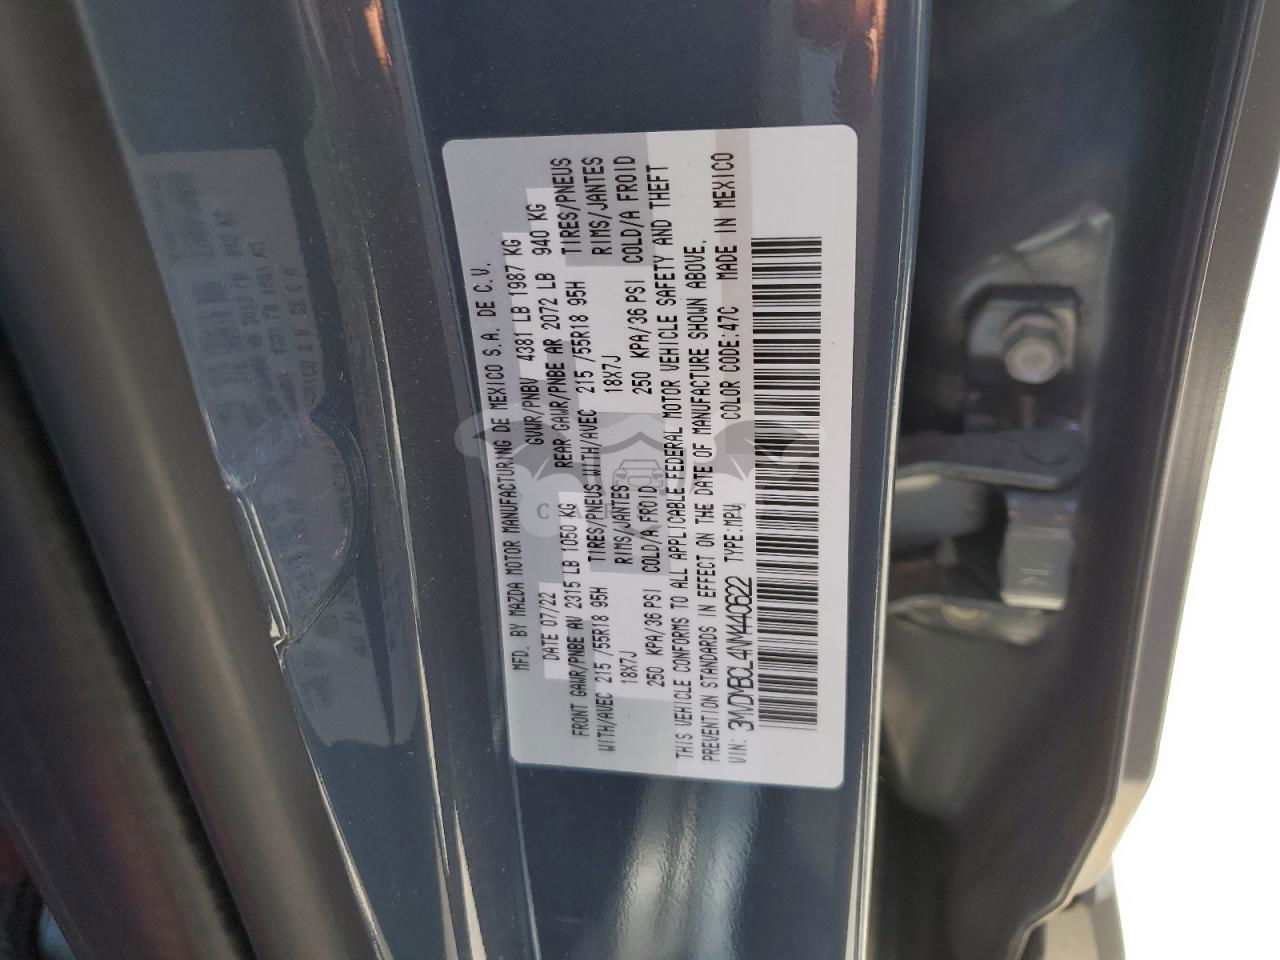 MFD. BY MAZDA MOTOR MANUFACTURING DE MEXICO S.A. DE C.V.
DATE 07/22 GVWR/PNBV 4381 LB 1987 KG
FRONT GAWR/PNBE AV 2315 LB 1050 KG REAR GAWR/PNBE AR 2072 LB 940 KG
WITH/AVEC 215 /55R18 95H TIRES/PNEUS WITH/AVEC 215 /55R18 95H TIRES/PNEUS
18X7J RIMS/JANTES 18X7J RIMS/JANTES
250 KPA/36 PSI COLD/A FROID 250 KPA/36 PSI COLD/A FROID
THIS VEHICLE CONFORMS TO ALL APPLICABLE FEDERAL MOTOR VEHICLE SAFETY AND THEFT
PREVENTION STANDARDS IN EFFECT ON THE DATE OF MANUFACTURE SHOWN ABOVE.
VIN: 3MVDMBCL4NM440622 TYPE:MPV COLOR CODE:47C MADE IN MEXICO